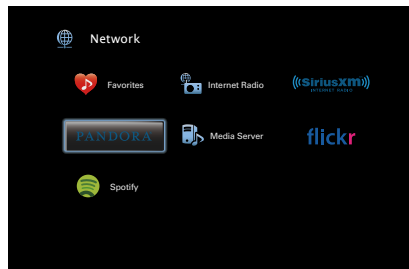 Network
Favorites
Internet Radio
((SiriusXM))
INTERNET RADIO
PANDORA
Media Server
flickr
Spotify